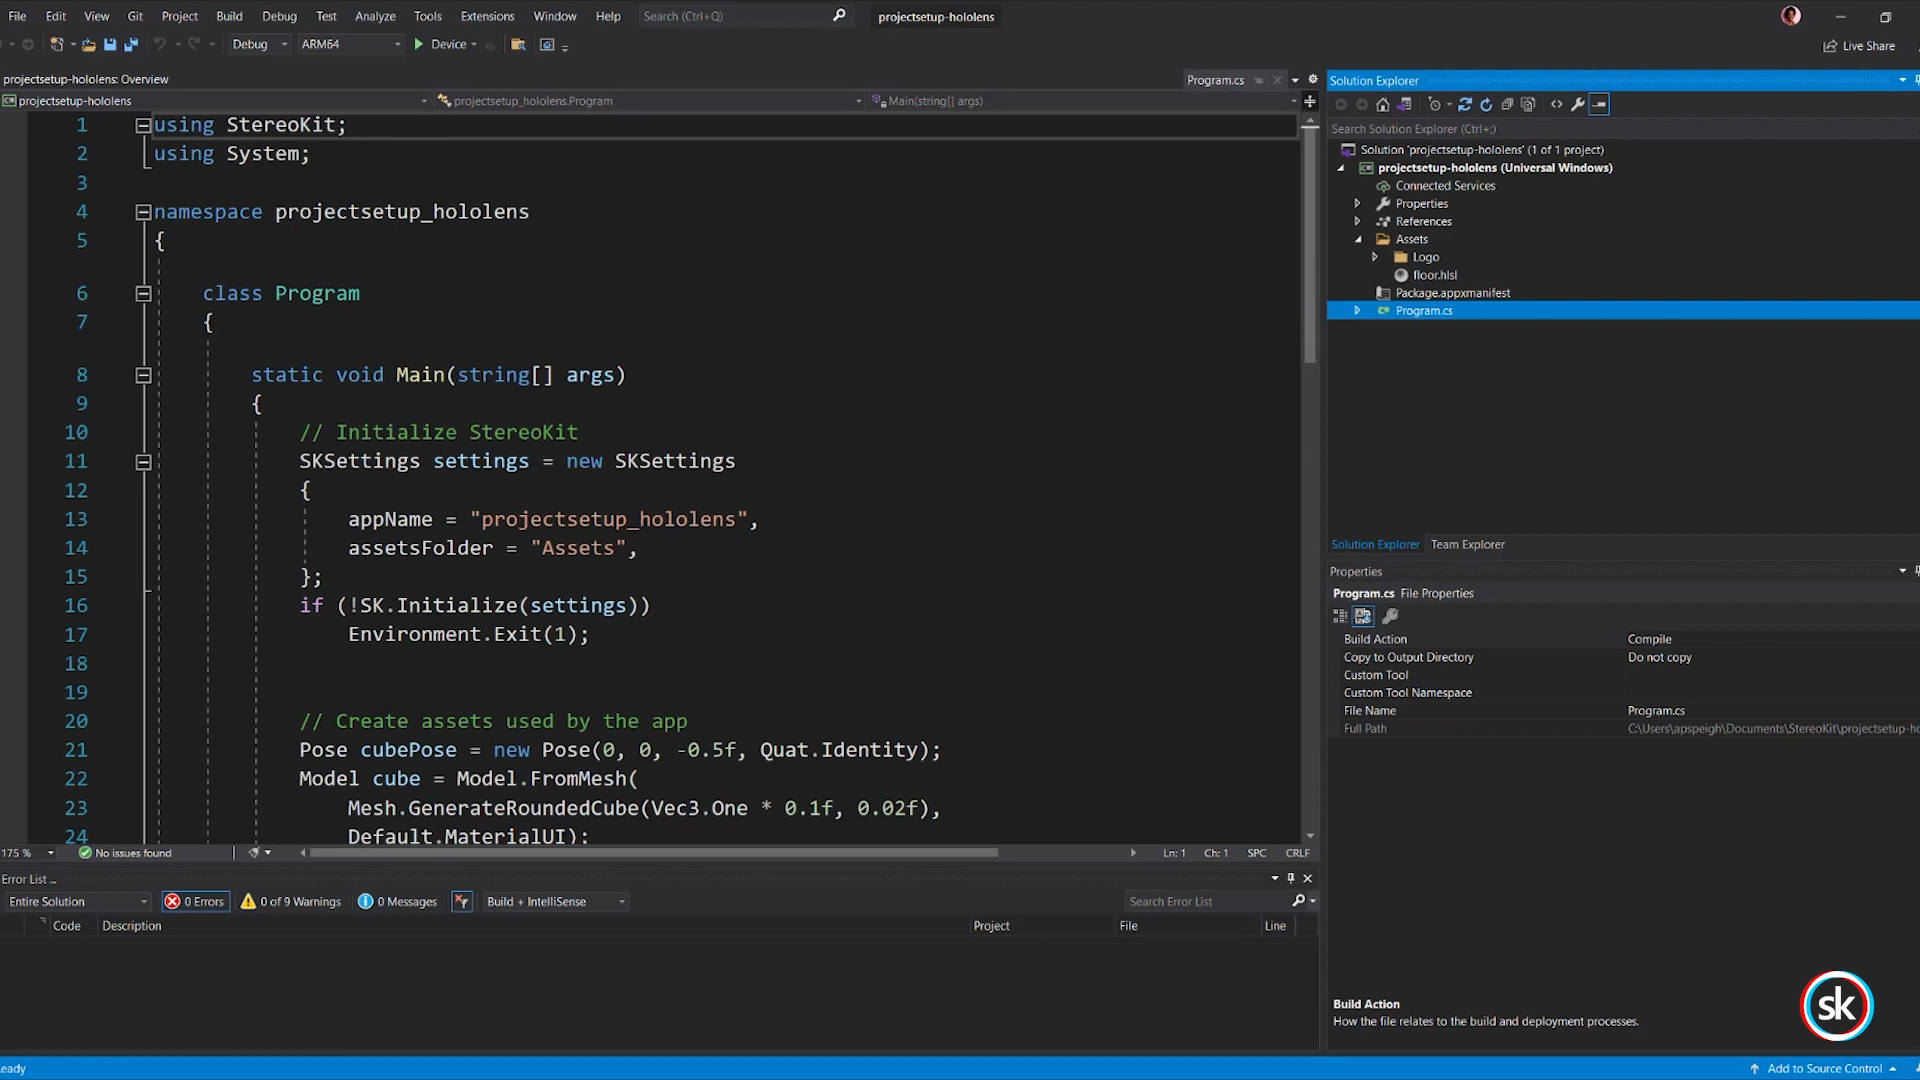 File Edit View Git Project Build Debug Test Analyze Tools Extensions Window Help Search (Ctrl+Q) projectsetup-hololens
Debug ARM64 Device Live Share
projectsetup-hololens: Overview Program.cs
projectsetup-hololens projectsetup_hololens.Program Main(string[] args)
1 using StereoKit;
2 using System;
3
4 namespace projectsetup_hololens
5 {
6 class Program
7 {
8 static void Main(string[] args)
9 {
10 // Initialize StereoKit
11 SKSettings settings = new SKSettings
12 {
13 appName = "projectsetup_hololens",
14 assetsFolder = "Assets",
15 };
16 if (!SK.Initialize(settings))
17 Environment.Exit(1);
18
19
20 // Create assets used by the app
21 Pose cubePose = new Pose(0, 0, -0.5f, Quat.Identity);
22 Model cube = Model.FromMesh(
23 Mesh.GenerateRoundedCube(Vec3.One * 0.1f, 0.02f),
24 Default.MaterialUI);
175 % No issues found Ln: 1 Ch: 1 SPC CRLF
Error List ...
Entire Solution 0 Errors 0 of 9 Warnings 0 Messages Build + IntelliSense Search Error List
Code Description Project File Line
Solution Explorer
Search Solution Explorer (Ctrl+;)
Solution 'projectsetup-hololens' (1 of 1 project)
projectsetup-hololens (Universal Windows)
Connected Services
Properties
References
Assets
Logo
floor.hlsl
Package.appxmanifest
Program.cs
Solution Explorer Team Explorer
Properties
Program.cs File Properties
Build Action Compile
Copy to Output Directory Do not copy
Custom Tool
Custom Tool Namespace
File Name Program.cs
Full Path C:\Users\apspeigh\Documents\StereoKit\projectsetup-ho
Build Action
How the file relates to the build and deployment processes.
sk
eady Add to Source Control